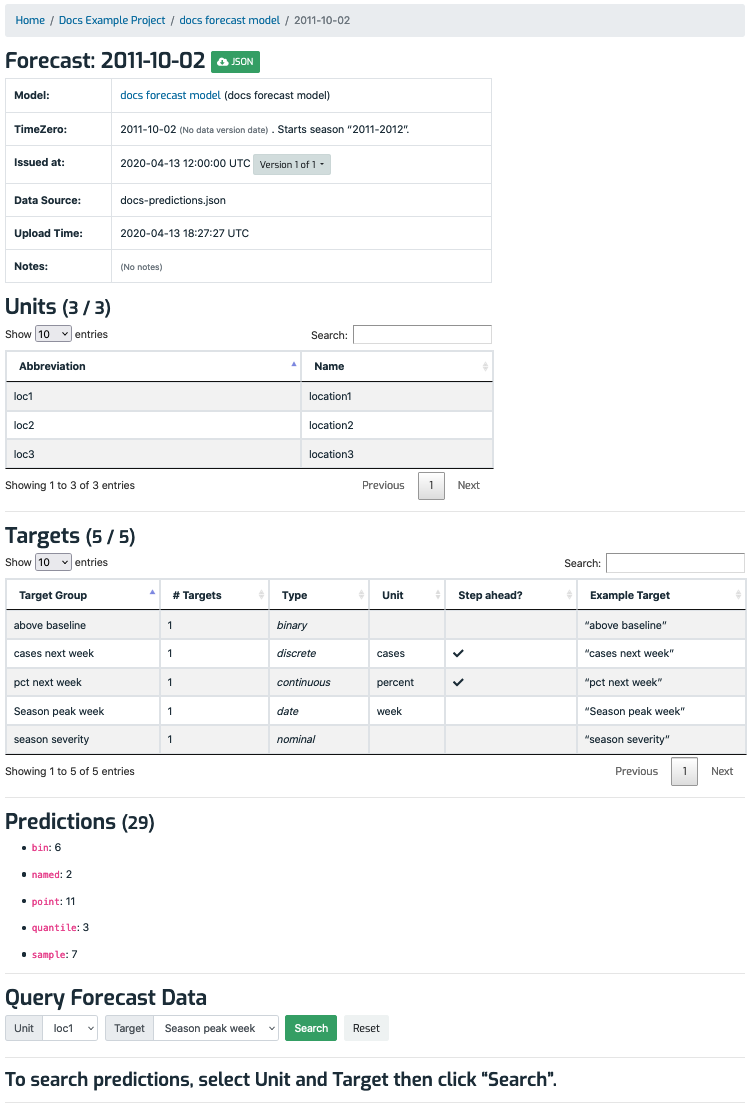 Home / Docs Example Project / docs forecast model / 2011-10-02
Forecast: 2011-10-02 JSON
Model: docs forecast model (docs forecast model)
TimeZero: 2011-10-02 (No data version date) . Starts season “2011-2012”.
Issued at: 2020-04-13 12:00:00 UTC Version 1 of 1
Data Source: docs-predictions.json
Upload Time: 2020-04-13 18:27:27 UTC
Notes: (No notes)
Units (3 / 3)
Show 10 entries Search:
Abbreviation Name
loc1 location1
loc2 location2
loc3 location3
Showing 1 to 3 of 3 entries Previous 1 Next
Targets (5 / 5)
Show 10 entries Search:
Target Group # Targets Type Unit Step ahead? Example Target
above baseline 1 binary “above baseline”
cases next week 1 discrete cases ✓ “cases next week”
pct next week 1 continuous percent ✓ “pct next week”
Season peak week 1 date week “Season peak week”
season severity 1 nominal “season severity”
Showing 1 to 5 of 5 entries Previous 1 Next
Predictions (29)
• bin: 6
• named: 2
• point: 11
• quantile: 3
• sample: 7
Query Forecast Data
Unit loc1 Target Season peak week Search Reset
To search predictions, select Unit and Target then click “Search”.